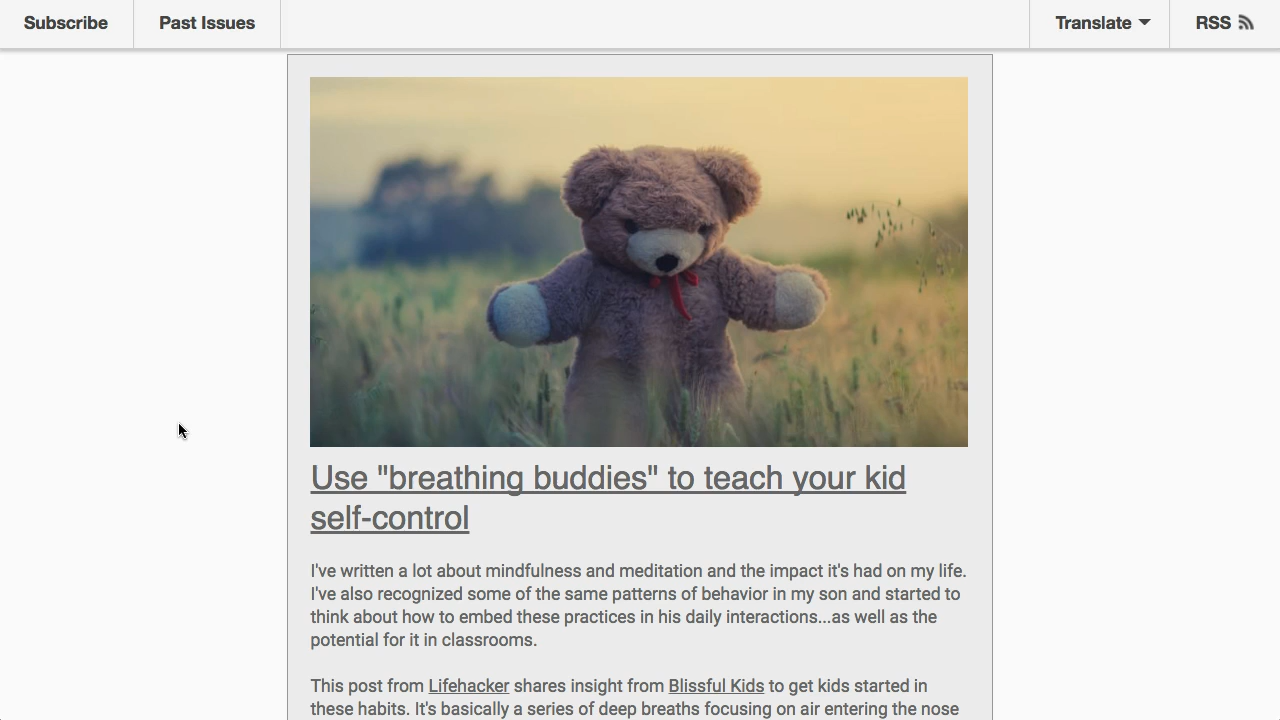 Subscribe
Past Issues
Translate
RSS
Use "breathing buddies" to teach your kid
self-control
I've written a lot about mindfulness and meditation and the impact it's had on my life.
I've also recognized some of the same patterns of behavior in my son and started to
think about how to embed these practices in his daily interactions...as well as the
potential for it in classrooms.
This post from Lifehacker shares insight from Blissful Kids to get kids started in
these habits. It's basically a series of deep breaths focusing on air entering the nose